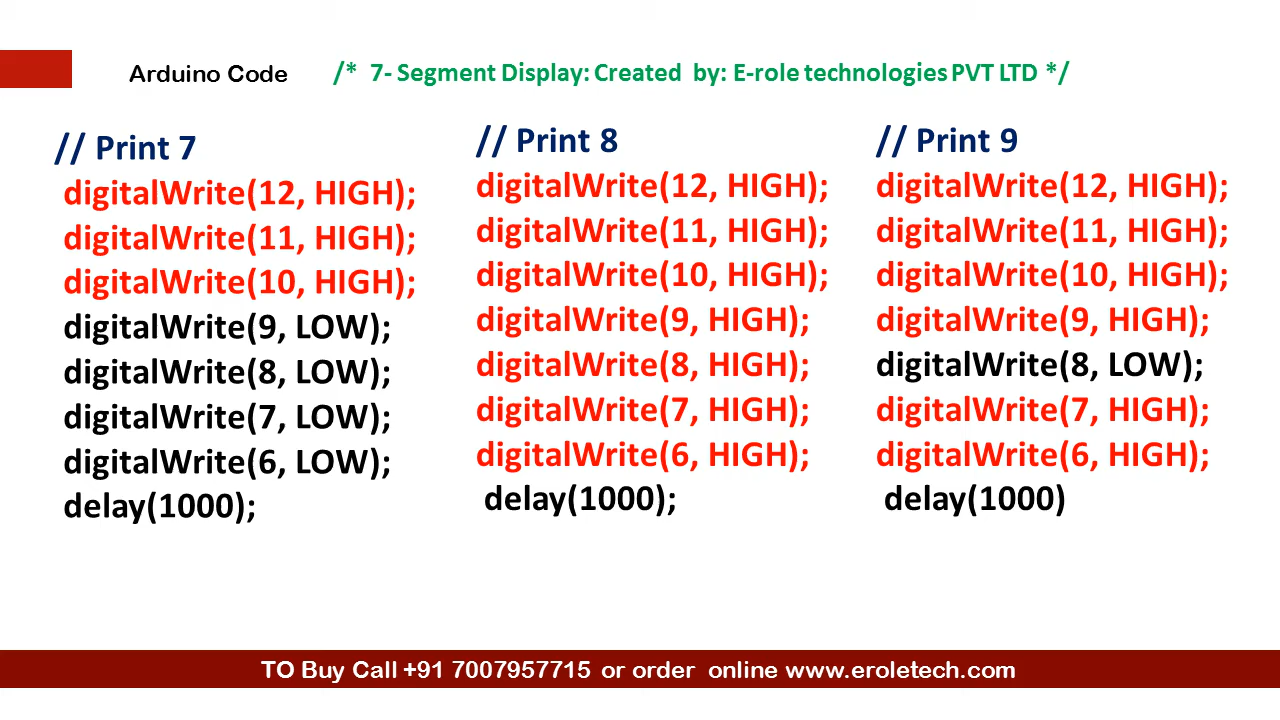 Arduino Code
/* 7- Segment Display: Created by: E-role technologies PVT LTD */
// Print 7
digitalWrite(12, HIGH);
digitalWrite(11, HIGH);
digitalWrite(10, HIGH);
digitalWrite(9, LOW);
digitalWrite(8, LOW);
digitalWrite(7, LOW);
digitalWrite(6, LOW);
delay(1000);
// Print 8
digitalWrite(12, HIGH);
digitalWrite(11, HIGH);
digitalWrite(10, HIGH);
digitalWrite(9, HIGH);
digitalWrite(8, HIGH);
digitalWrite(7, HIGH);
digitalWrite(6, HIGH);
delay(1000);
// Print 9
digitalWrite(12, HIGH);
digitalWrite(11, HIGH);
digitalWrite(10, HIGH);
digitalWrite(9, HIGH);
digitalWrite(8, LOW);
digitalWrite(7, HIGH);
digitalWrite(6, HIGH);
delay(1000)
TO Buy Call +91 7007957715 or order online www.eroletech.com